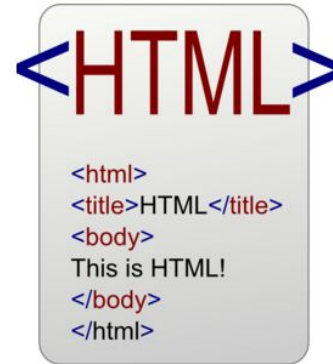 <HTML>
<html>
<title>HTML</title>
<body>
This is HTML!
</body>
</html>